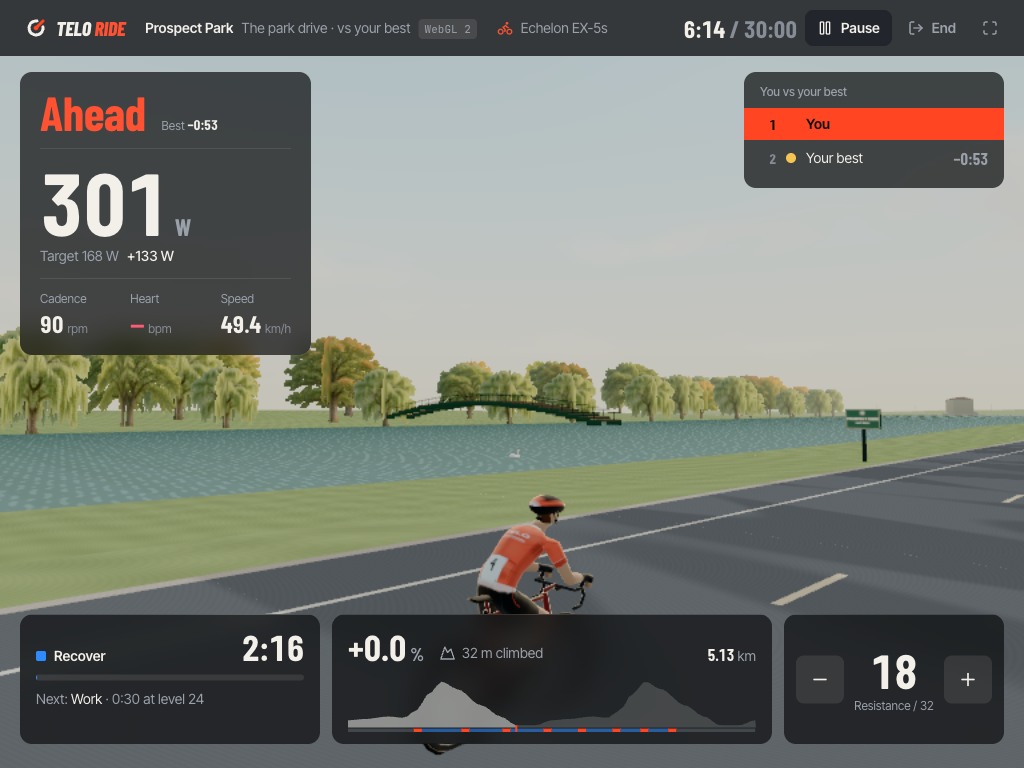 TELO RIDE Prospect Park The park drive · vs your best WebGL 2 Echelon EX-5s 6:14 / 30:00 Pause End
Ahead Best −0:53
301 W
Target 168 W +133 W
Cadence Heart Speed
90 rpm — bpm 49.4 km/h
You vs your best
1 You
2 Your best −0:53
4
Recover 2:16
Next: Work · 0:30 at level 24
+0.0 % 32 m climbed 5.13 km
− 18 +
Resistance / 32